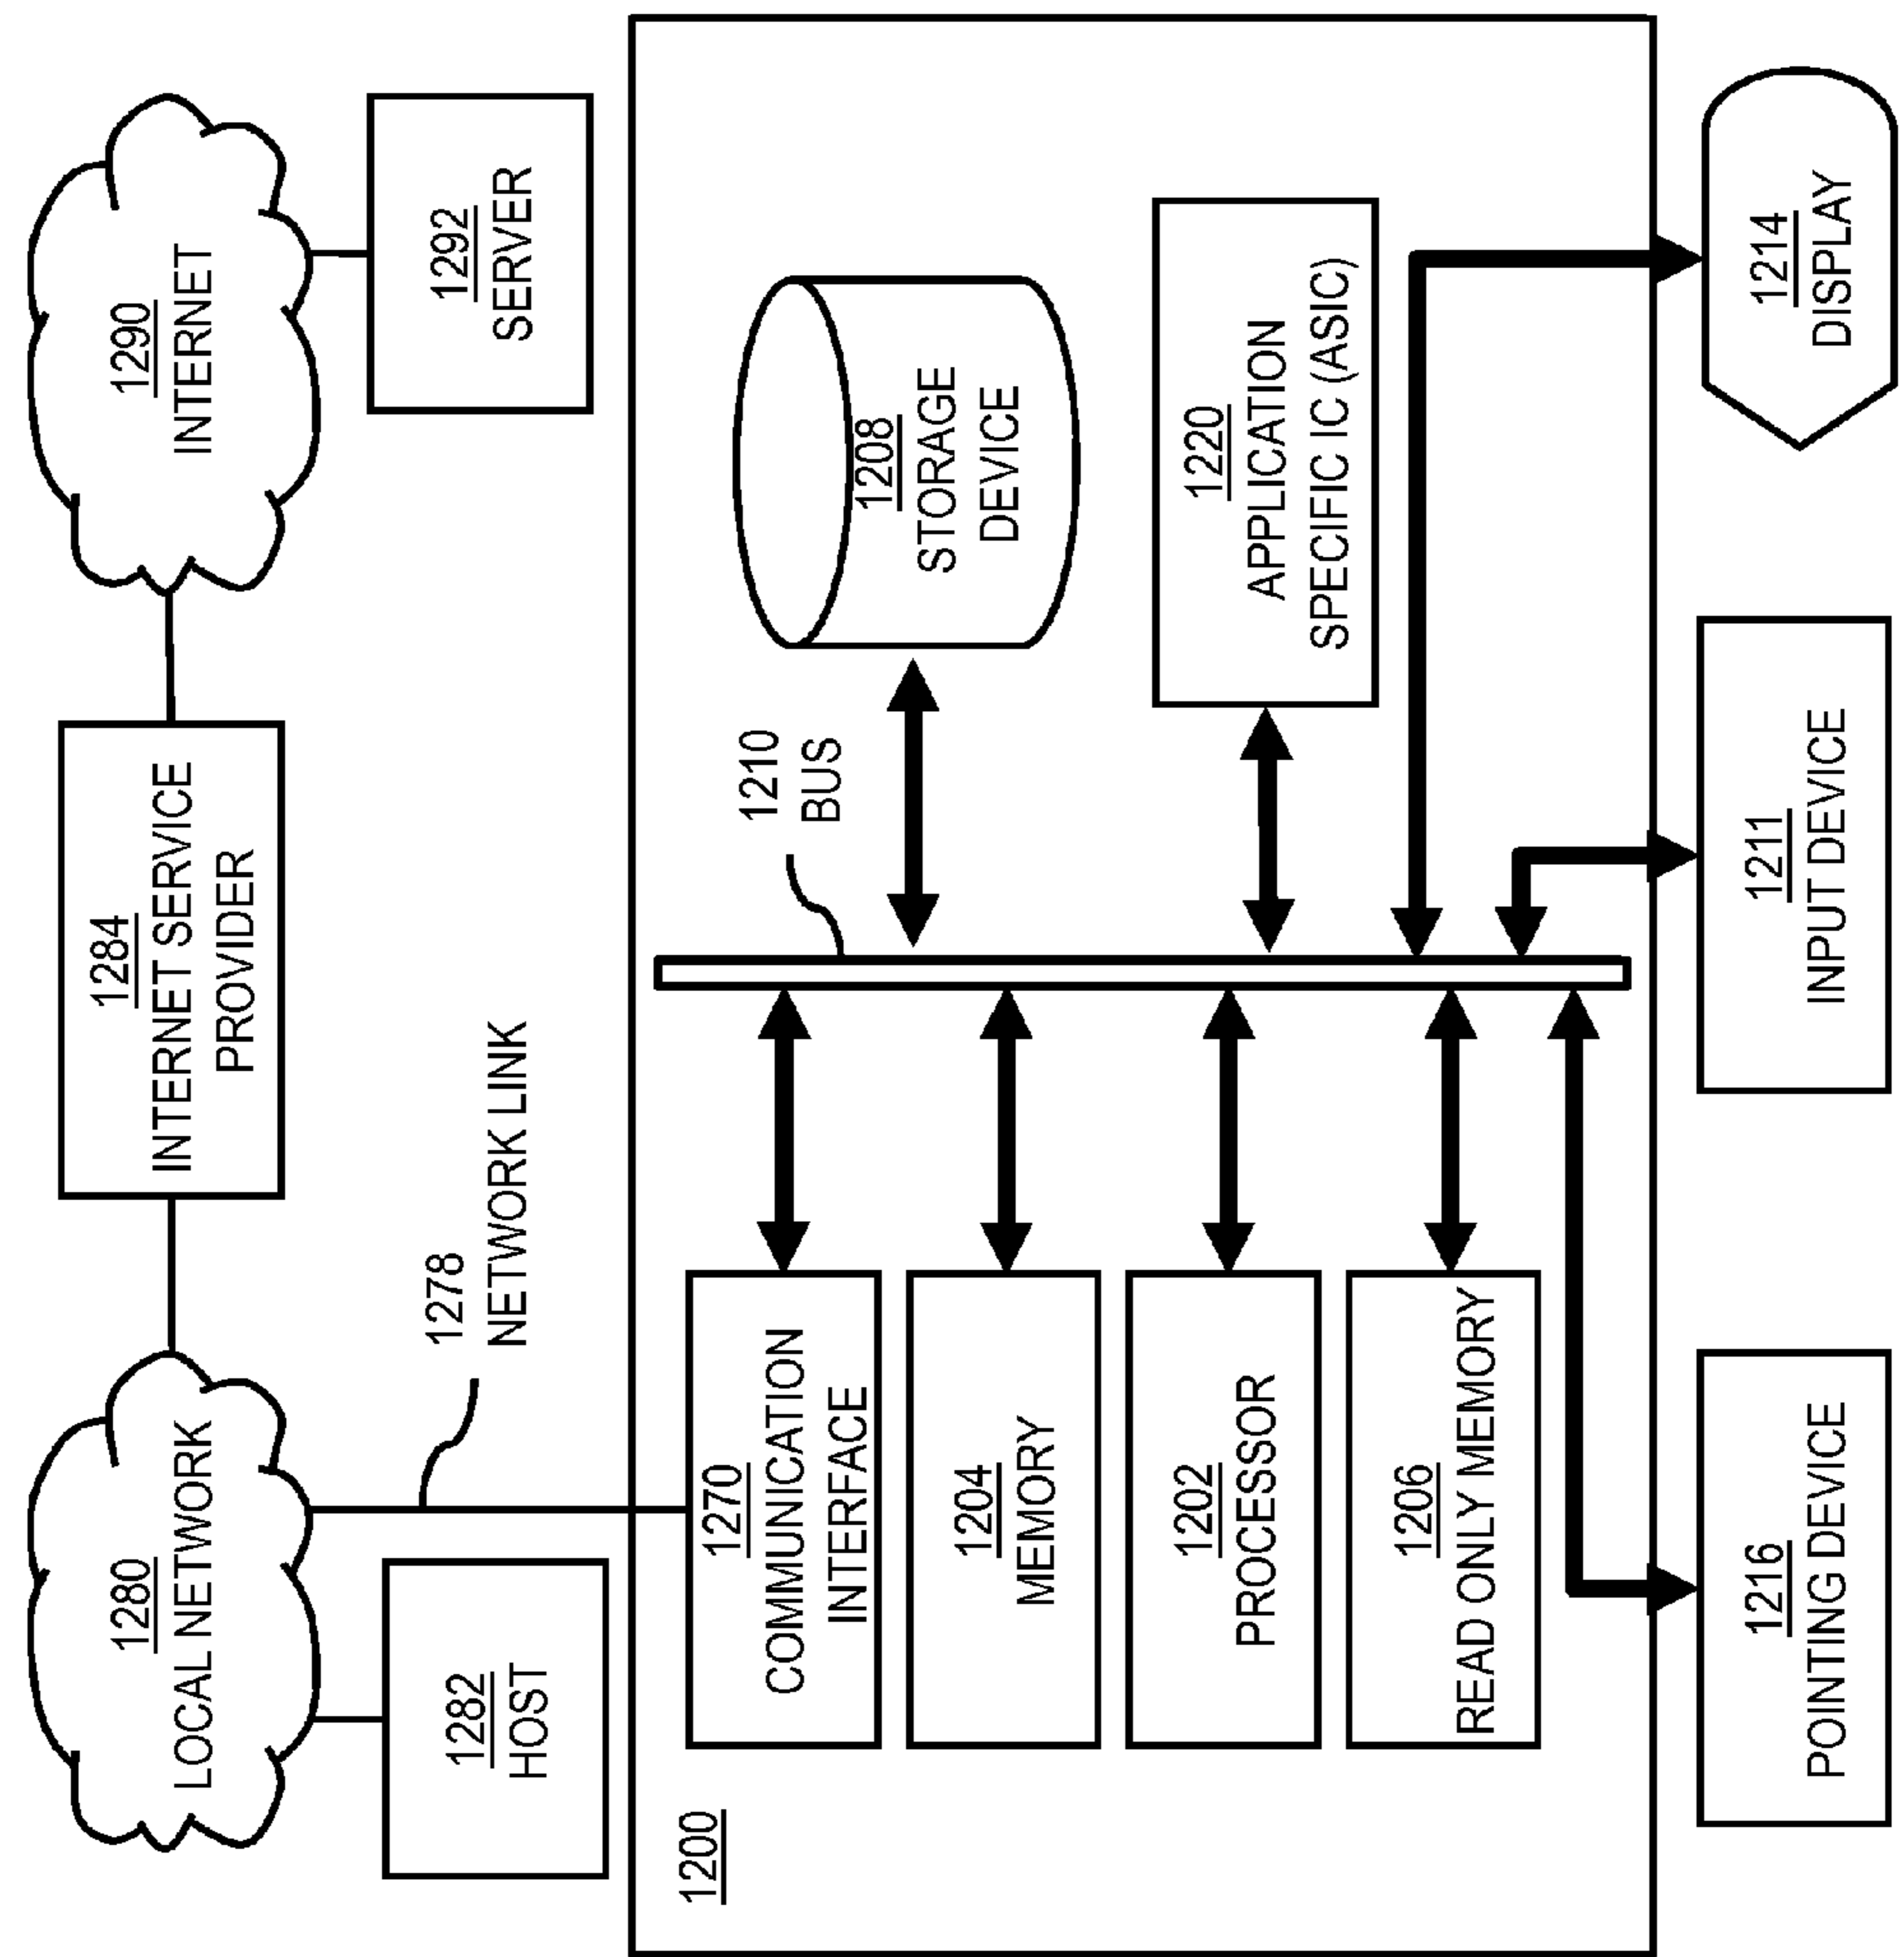 1280
LOCAL NETWORK
1284
INTERNET SERVICE
PROVIDER
1290
INTERNET
1282
HOST
1278
NETWORK LINK
1292
SERVER
1200
1270
COMMUNICATION
INTERFACE
1210
BUS
1208
STORAGE
DEVICE
1204
MEMORY
1202
PROCESSOR
1220
APPLICATION
SPECIFIC IC (ASIC)
1206
READ ONLY MEMORY
1216
POINTING DEVICE
1211
INPUT DEVICE
1214
DISPLAY